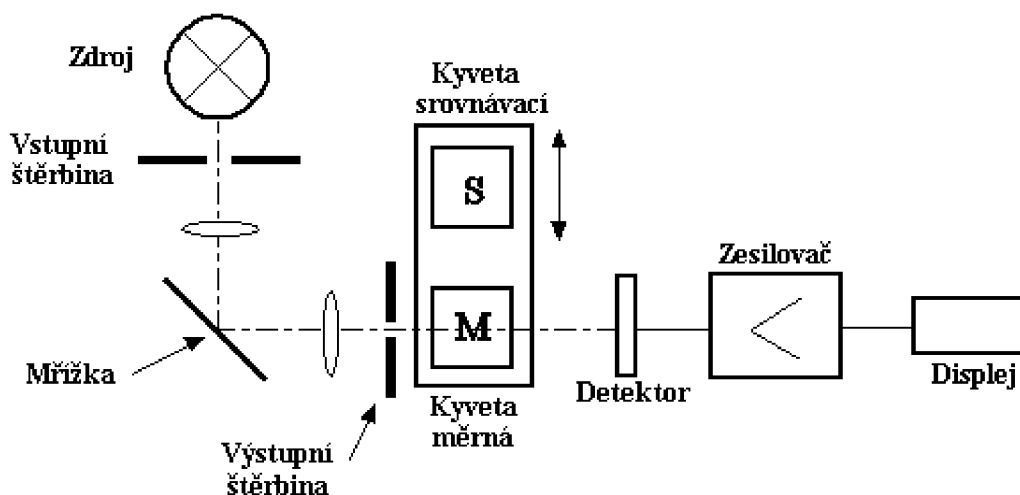 Zdroj
Kyveta
srovnávací
Vstupní
štěrbina
S
Zesilovač
M
Mřížka
Detektor
Displej
Kyveta
měrná
Výstupní
štěrbina